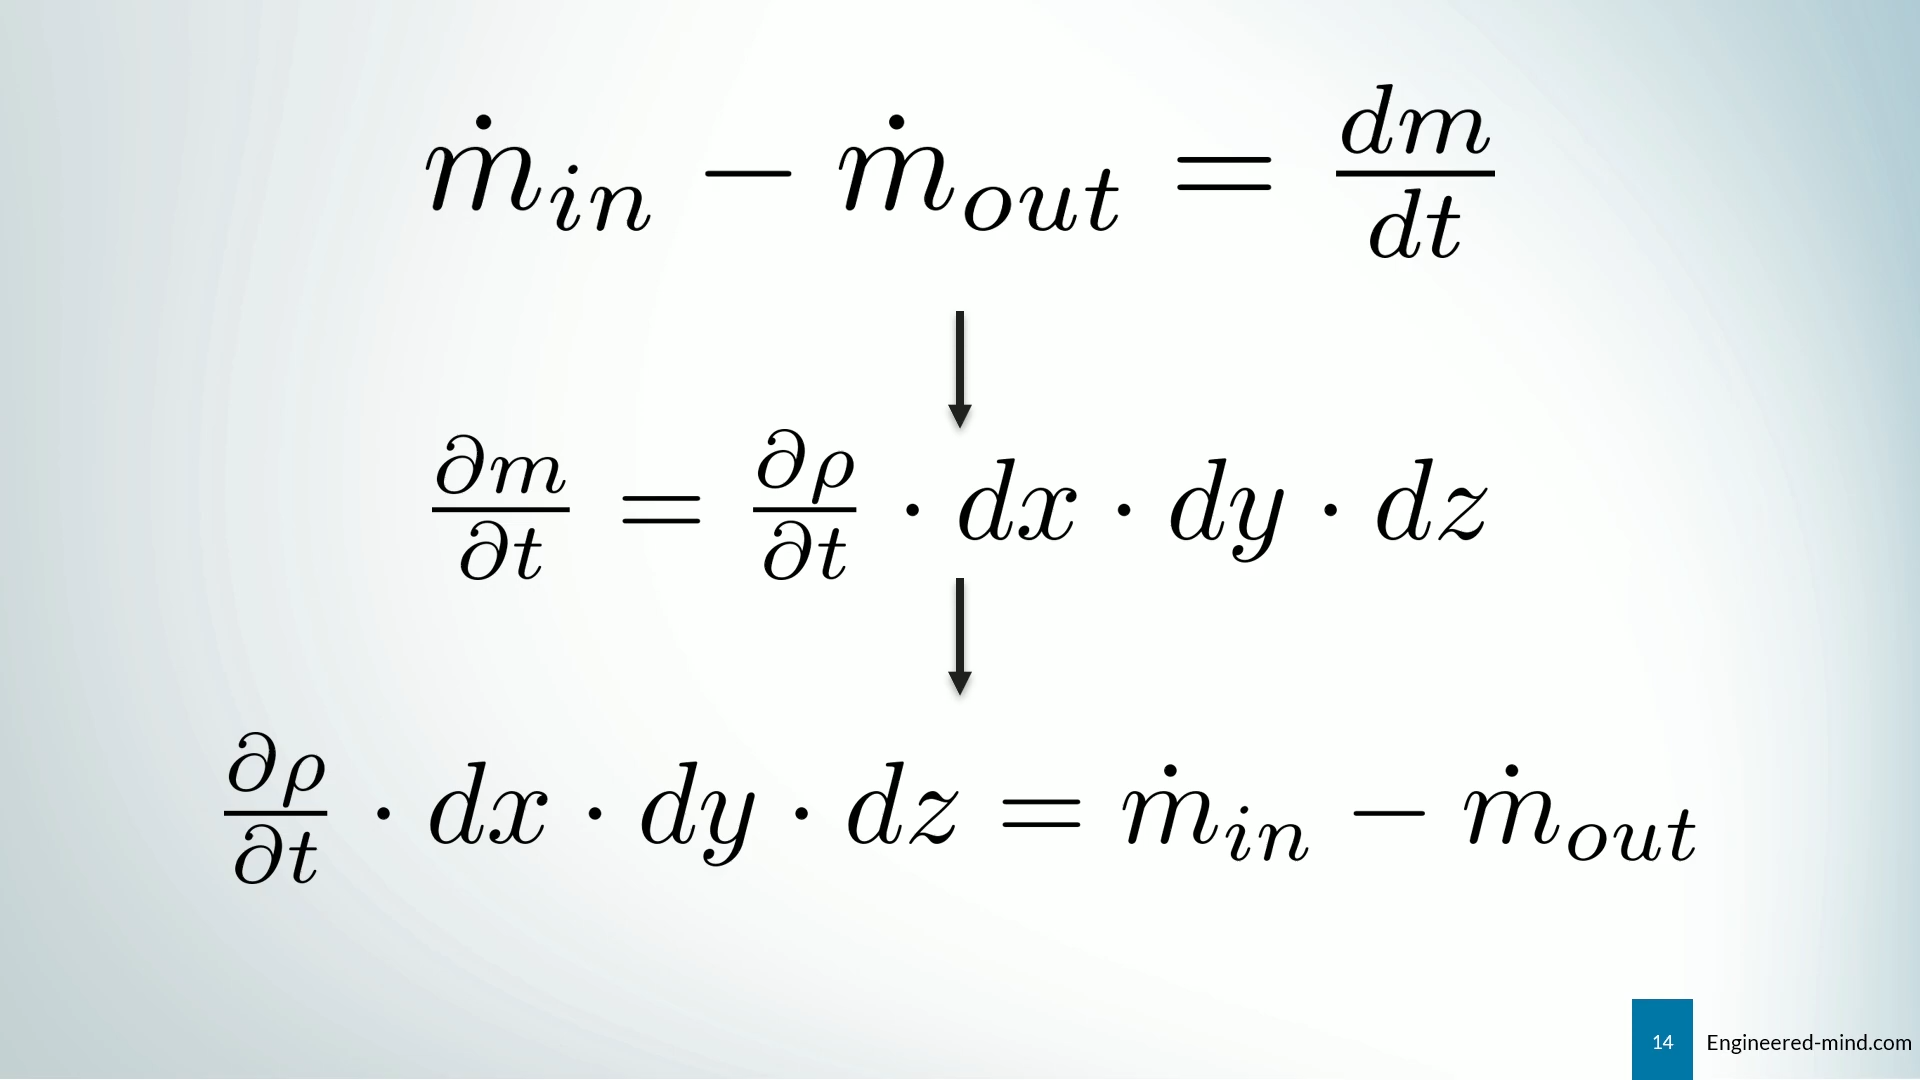 ṁ_in − ṁ_out = dm/dt
∂m/∂t = ∂ρ/∂t · dx · dy · dz
∂ρ/∂t · dx · dy · dz = ṁ_in − ṁ_out
14 Engineered-mind.com